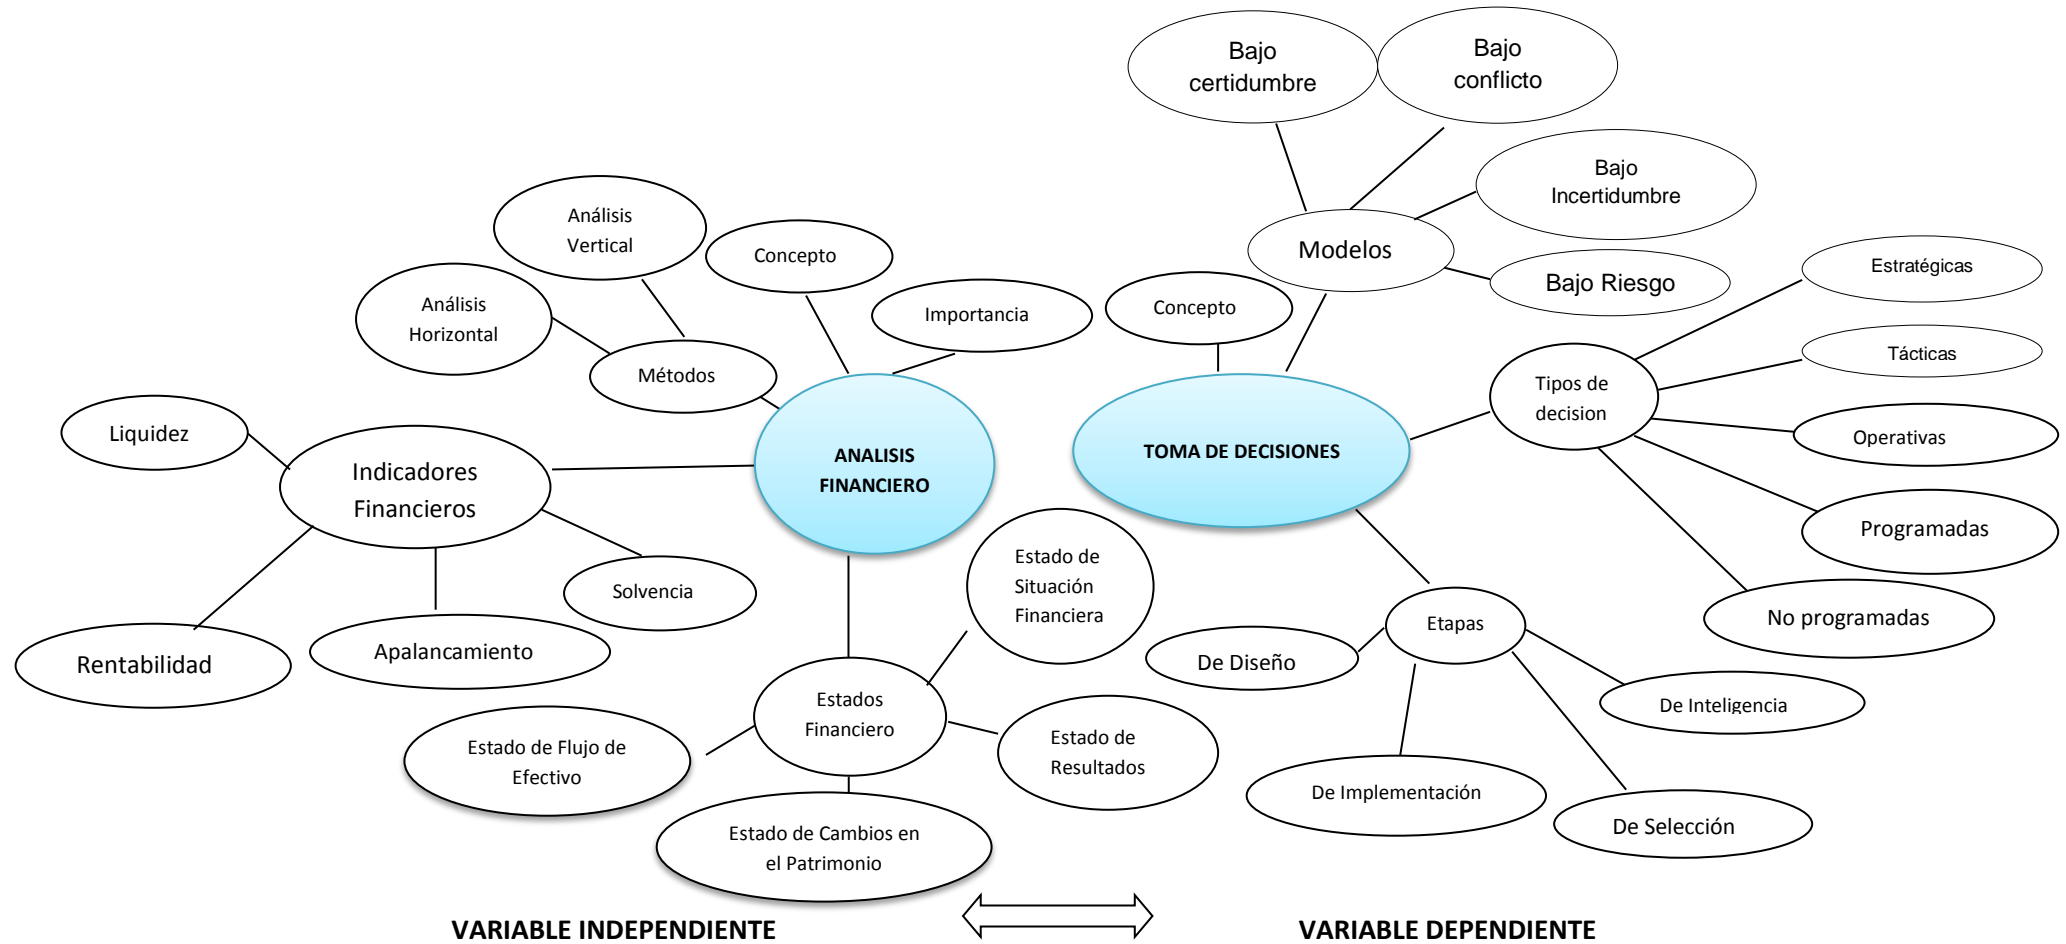 Bajo
certidumbre
Bajo
conflicto
Bajo
Incertidumbre
Modelos
Bajo Riesgo
Concepto
Estratégicas
Tácticas
Tipos de
decision
Operativas
Programadas
No programadas
TOMA DE DECISIONES
Etapas
De Diseño
De Inteligencia
De Implementación
De Selección
Análisis
Vertical
Concepto
Análisis
Horizontal
Importancia
Métodos
Liquidez
Indicadores
Financieros
ANALISIS
FINANCIERO
Solvencia
Rentabilidad
Apalancamiento
Estado de
Situación
Financiera
Estados
Financiero
Estado de Flujo de
Efectivo
Estado de
Resultados
Estado de Cambios en
el Patrimonio
VARIABLE INDEPENDIENTE
VARIABLE DEPENDIENTE